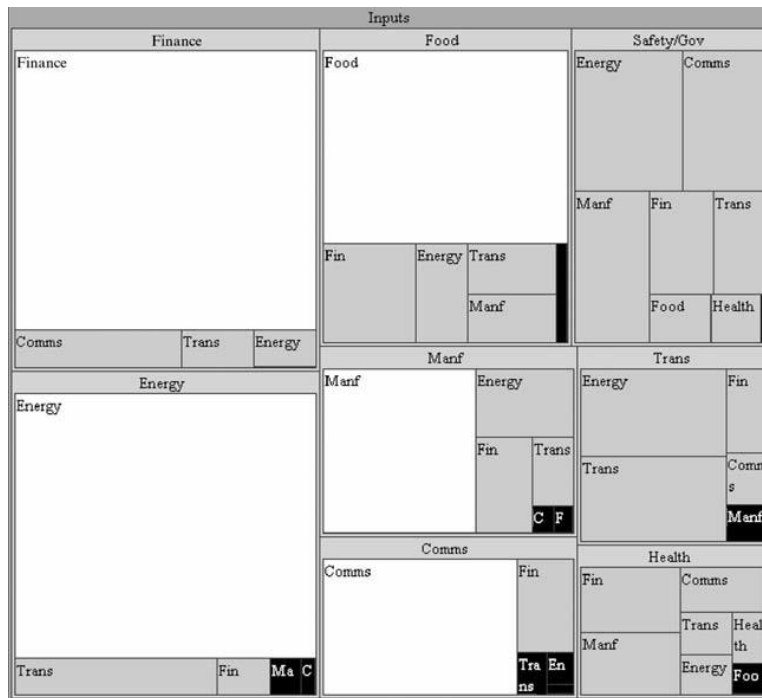 Inputs
Finance
Finance
Comms
Trans
Energy
Energy
Energy
Trans
Fin
Ma
C
Food
Food
Fin
Energy
Trans
Manf
Manf
Manf
Energy
Fin
Trans
C
F
Comms
Comms
Fin
Tra
ns
En
Safety/Gov
Energy
Comms
Manf
Fin
Trans
Food
Health
Trans
Energy
Fin
Trans
Comm
s
Manf
Health
Fin
Comms
Manf
Trans
Heal
th
Energy
Foo